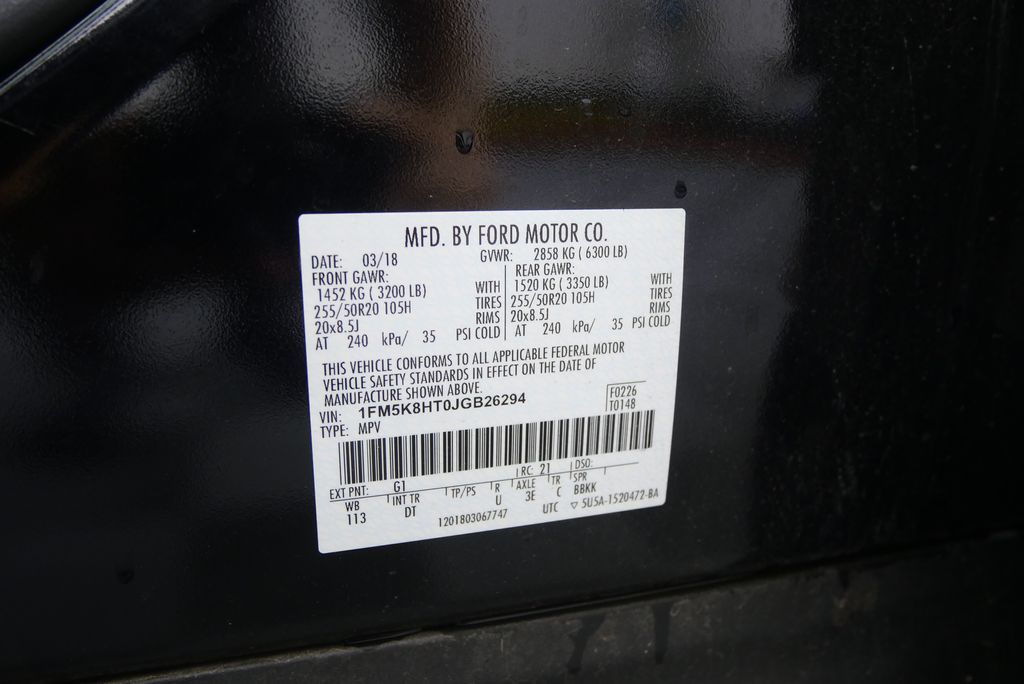 MFD. BY FORD MOTOR CO.
DATE: 03/18 GVWR: 2858 KG ( 6300 LB)
FRONT GAWR: REAR GAWR:
1452 KG ( 3200 LB) WITH 1520 KG ( 3350 LB) WITH
255/50R20 105H TIRES 255/50R20 105H TIRES
20x8.5J RIMS 20x8.5J RIMS
AT 240 kPa/ 35 PSI COLD AT 240 kPa/ 35 PSI COLD
THIS VEHICLE CONFORMS TO ALL APPLICABLE FEDERAL MOTOR
VEHICLE SAFETY STANDARDS IN EFFECT ON THE DATE OF
MANUFACTURE SHOWN ABOVE.
VIN: 1FM5K8HT0JGB26294 F0226
TYPE: MPV T0148
EXT PNT: G1 RC: 21 DSO:
WB INT TR TP/PS R AXLE TR SPR
113 DT U 3E C BBKK
1201803067747 UTC ▽ 5U5A-1520472-BA